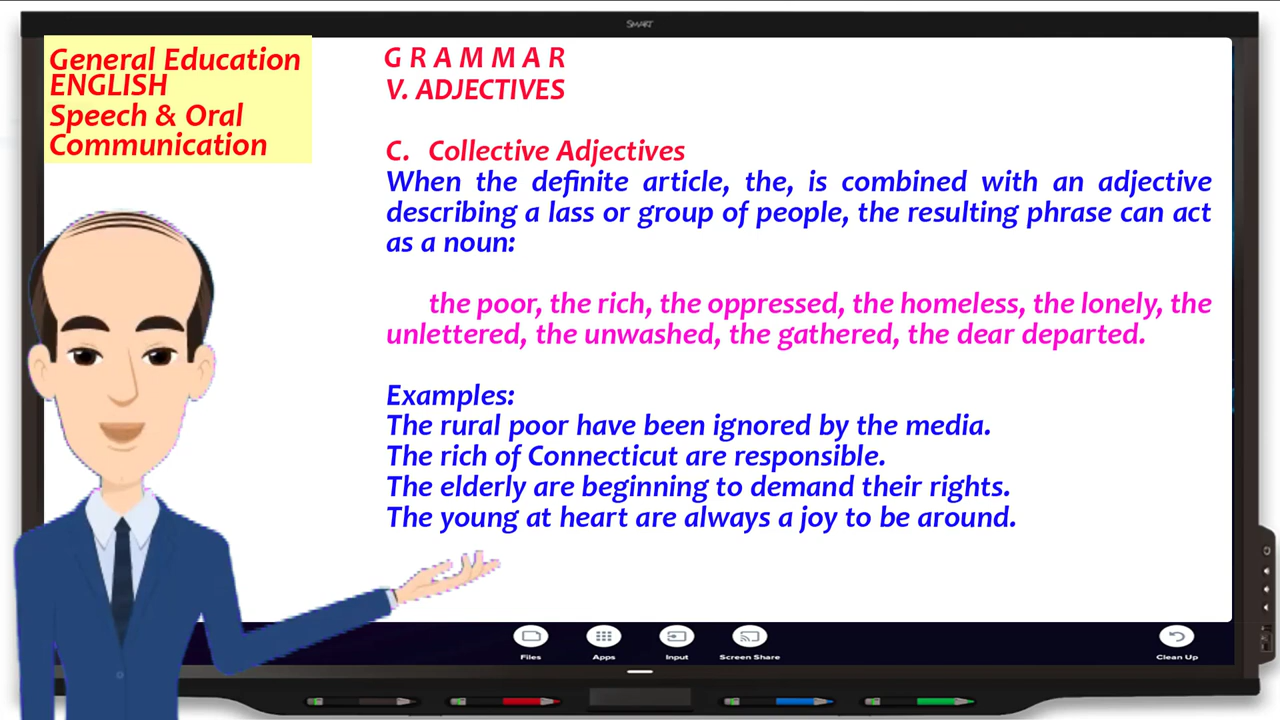 SMART
General Education
ENGLISH
Speech & Oral
Communication
G R A M M A R
V. ADJECTIVES
C. Collective Adjectives
When the definite article, the, is combined with an adjective
describing a lass or group of people, the resulting phrase can act
as a noun:
the poor, the rich, the oppressed, the homeless, the lonely, the
unlettered, the unwashed, the gathered, the dear departed.
Examples:
The rural poor have been ignored by the media.
The rich of Connecticut are responsible.
The elderly are beginning to demand their rights.
The young at heart are always a joy to be around.
Files Apps Input Screen Share Clean Up